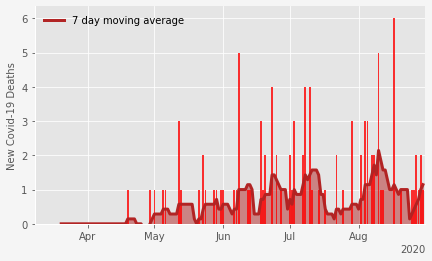 7 day moving average
New Covid-19 Deaths
6
5
4
3
2
1
0
Apr
May
Jun
Jul
Aug
2020